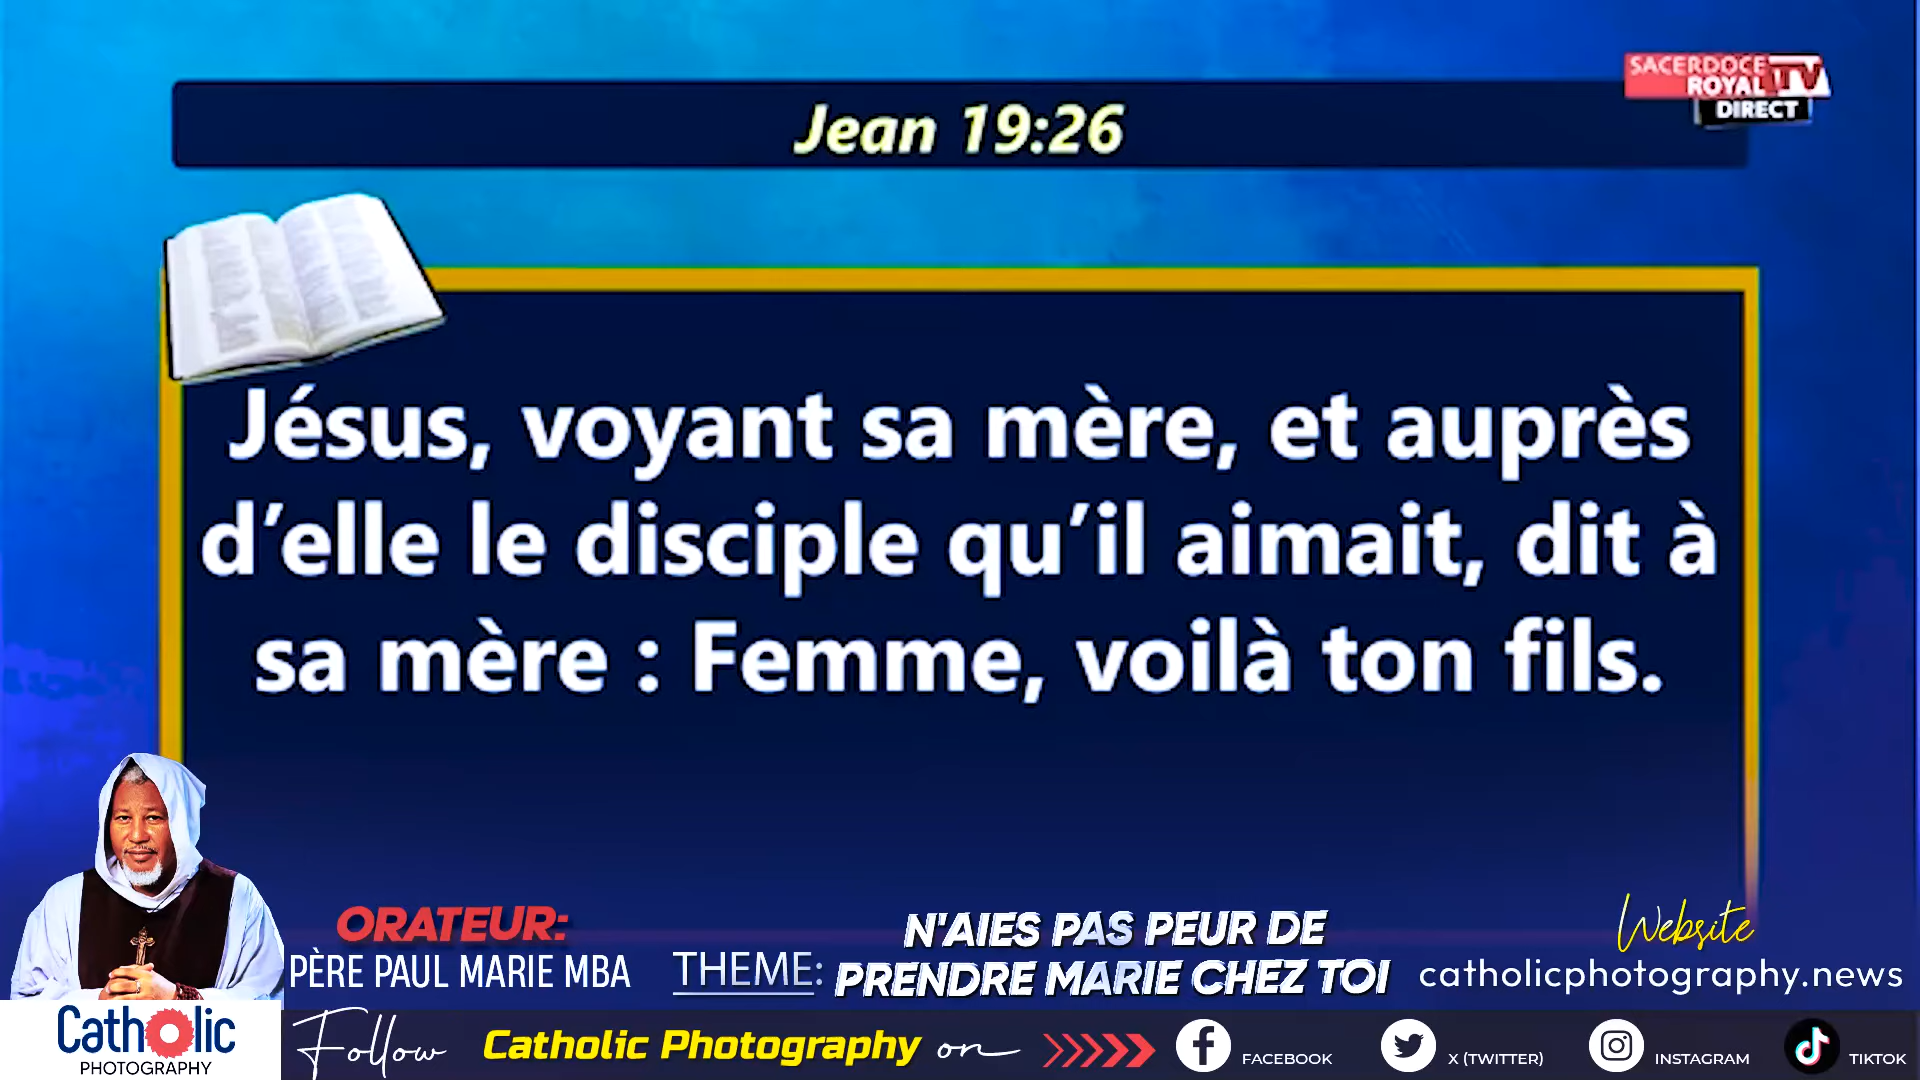 SACERDOCE
ROYAL TV
DIRECT
Jean 19:26
Jésus, voyant sa mère, et auprès
d’elle le disciple qu’il aimait, dit à
sa mère : Femme, voilà ton fils.
ORATEUR:
PÈRE PAUL MARIE MBA
THEME:
N'AIES PAS PEUR DE
PRENDRE MARIE CHEZ TOI
Website
catholicphotography.news
Catholic
PHOTOGRAPHY
Follow Catholic Photography on
FACEBOOK
X (TWITTER)
INSTAGRAM
TIKTOK